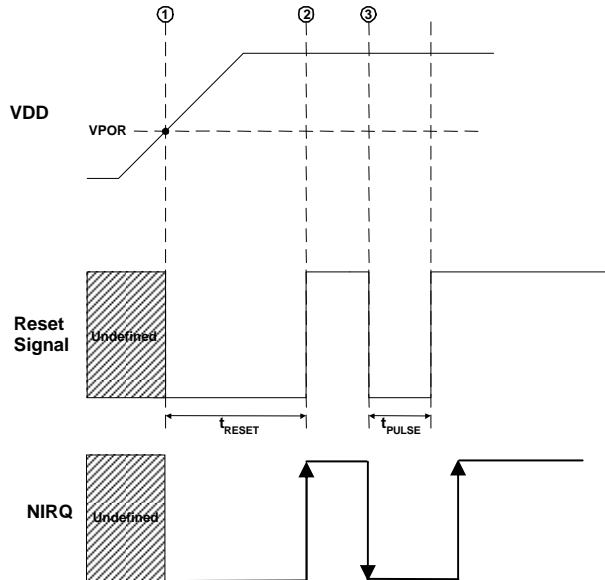 ① ② ③
VDD
VPOR
Undefined
Reset
Signal
tRESET
tPULSE
NIRQ
Undefined